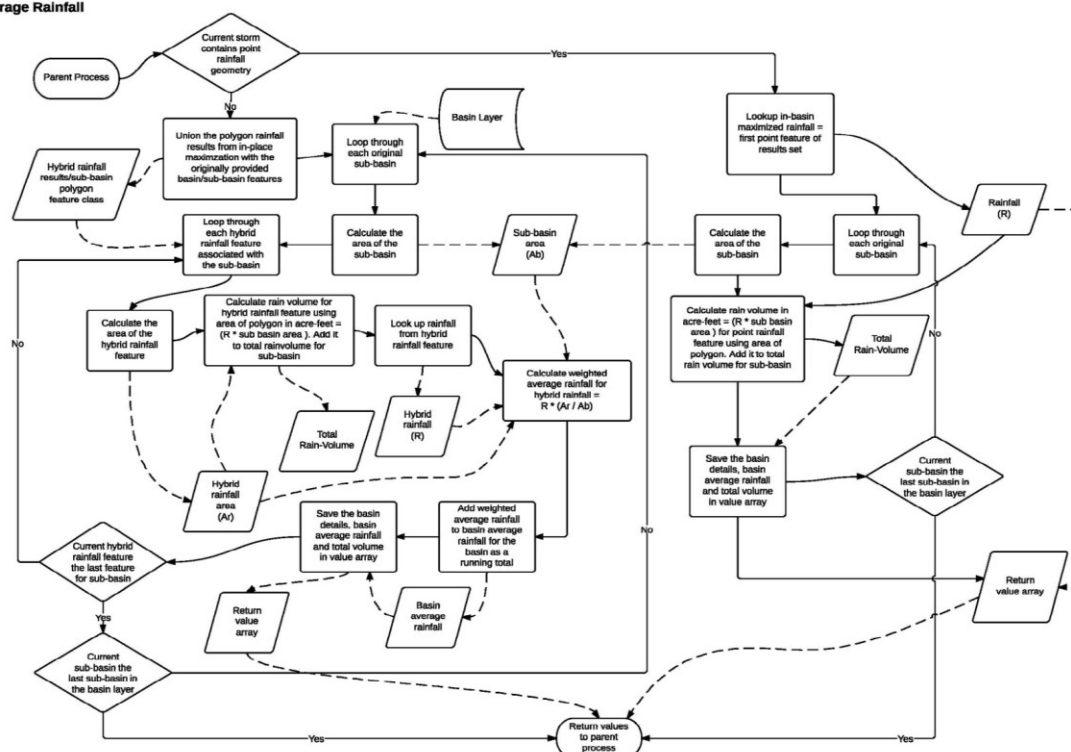 rage Rainfall
Current storm
contains point
rainfall
geometry
Yes
Parent Process
No
Union the polygon rainfall
results from in-place
maximzation with the
originally provided
basin/sub-basin features
Loop through
each original
sub-basin
Basin Layer
Lookup in-basin
maximized rainfall =
first point feature of
results set
Hybrid rainfall
results/sub-basin
polygon
feature class
Rainfall
(R)
Loop through
each hybrid
rainfall feature
associated with
the sub-basin
Calculate the
area of the
sub-basin
Sub-basin
area
(Ab)
Calculate the
area of the
sub-basin
Loop through
each original
sub-basin
Calculate the
area of the
hybrid rainfall
feature
Calculate rain volume for
hybrid rainfall feature using
area of polygon in acre-feet =
(R * sub basin area ). Add it
to total rainvolume for
sub-basin
Look up rainfall
from hybrid
rainfall feature
Calculate weighted
average rainfall for
hybrid rainfall =
R * (Ar / Ab)
Calculate rain volume in
acre-feet = (R * sub basin
area ) for point rainfall
feature using area of
polygon. Add it to total
rain volume for sub-basin
Total
Rain-Volume
No
No
Hybrid
rainfall
(R)
Total
Rain-Volume
Hybrid
rainfall
area
(Ar)
Save the basin
details, basin
average rainfall
and total volume
in value array
Current
sub-basin the
last sub-basin in
the basin layer
Current hybrid
rainfall feature
the last feature
for sub-basin
Save the basin
details, basin
average rainfall
and total volume
in value array
Add weighted
average rainfall
to basin average
rainfall for the
basin as a
running total
No
Return
value array
Basin
average
rainfall
Return
value array
Yes
Current
sub-basin the
last sub-basin in
the basin layer
Yes
Return values
to parent
process
Yes